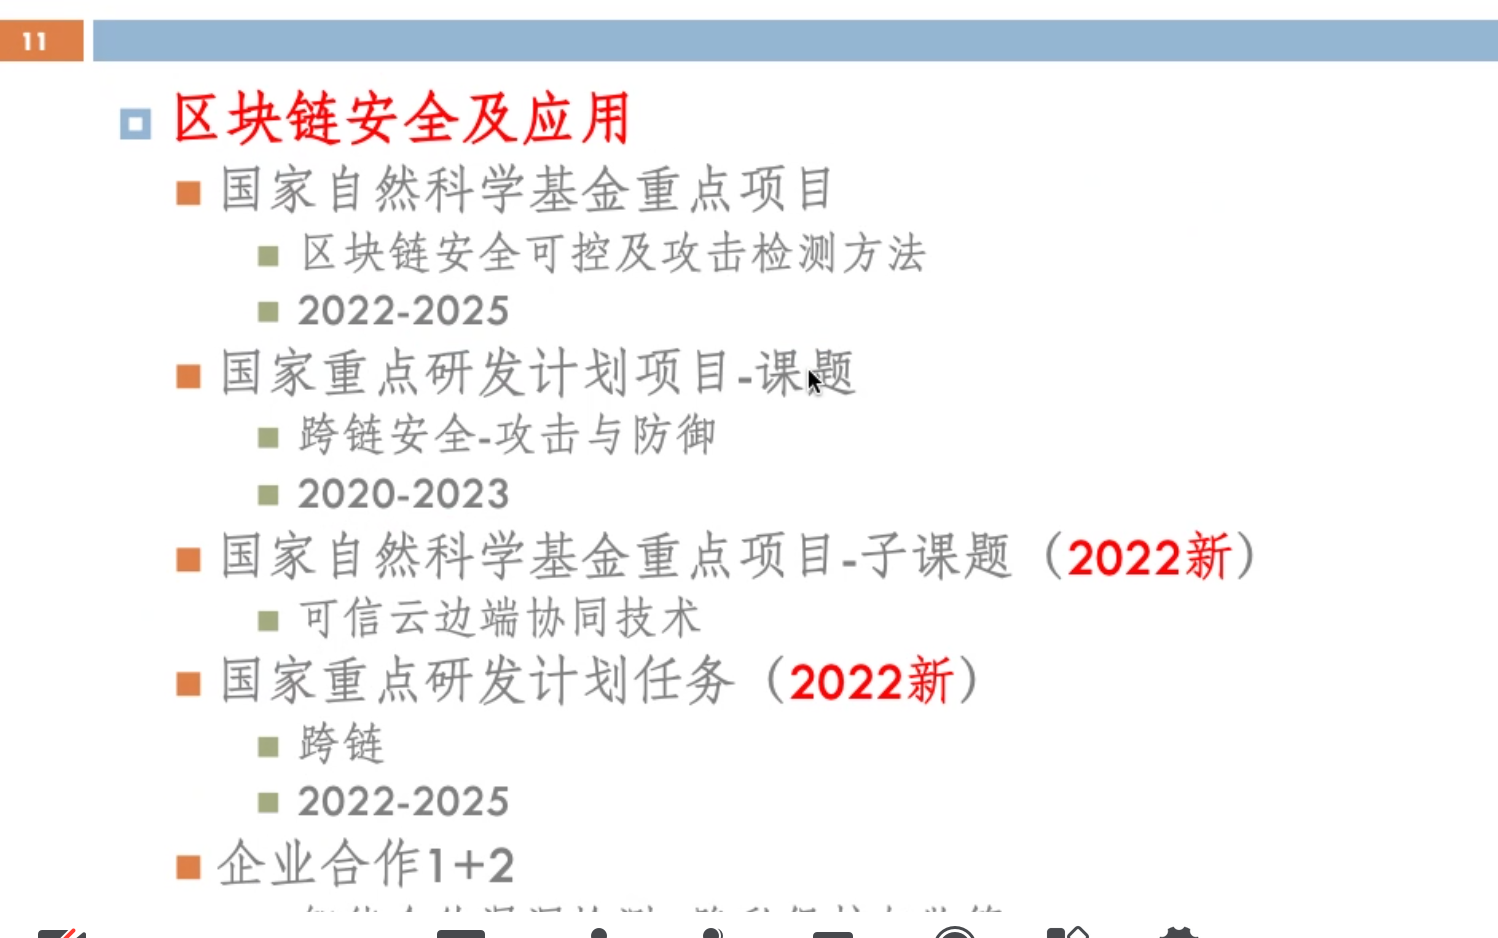 11
区块链安全及应用
国家自然科学基金重点项目
区块链安全可控及攻击检测方法
2022-2025
国家重点研发计划项目-课题
跨链安全-攻击与防御
2020-2023
国家自然科学基金重点项目-子课题（2022新）
可信云边端协同技术
国家重点研发计划任务（2022新）
跨链
2022-2025
企业合作1+2